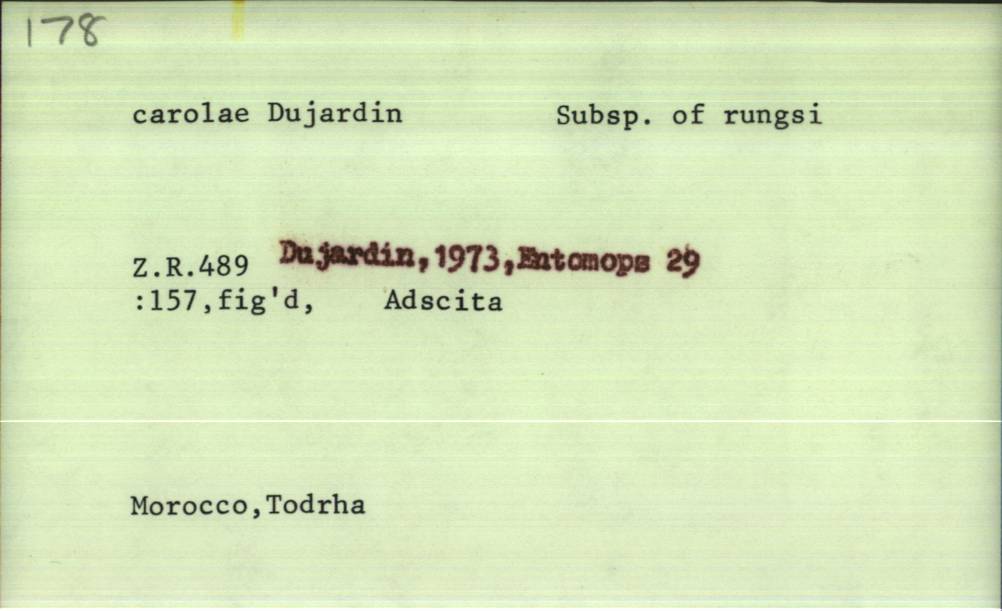 178
carolae Dujardin Subsp. of rungsi
Z.R.489 Dujardin,1973,Entomops 29
:157,fig'd, Adscita
Morocco,Todrha